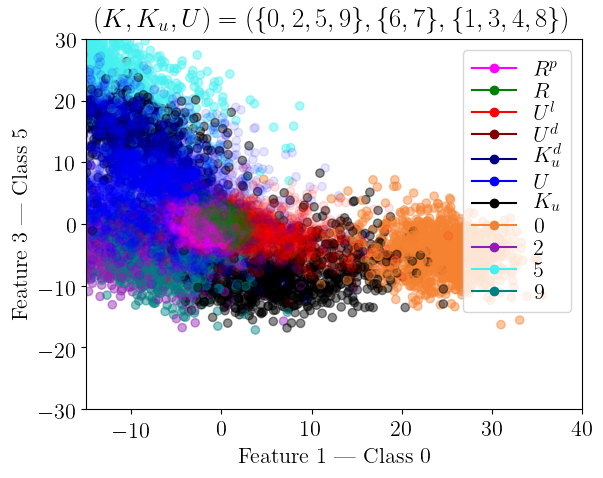 (K, K_u, U) = ({0, 2, 5, 9}, {6, 7}, {1, 3, 4, 8})
30
20
10
0
−10
−20
−30
Feature 3 — Class 5
−10
0
10
20
30
40
Feature 1 — Class 0
R^p
R
U^l
U^d
K_u^d
U
K_u
0
2
5
9